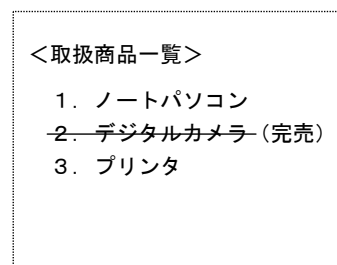 ＜取扱商品一覧＞
１．ノートパソコン
２．デジタルカメラ（完売）
３．プリンタ